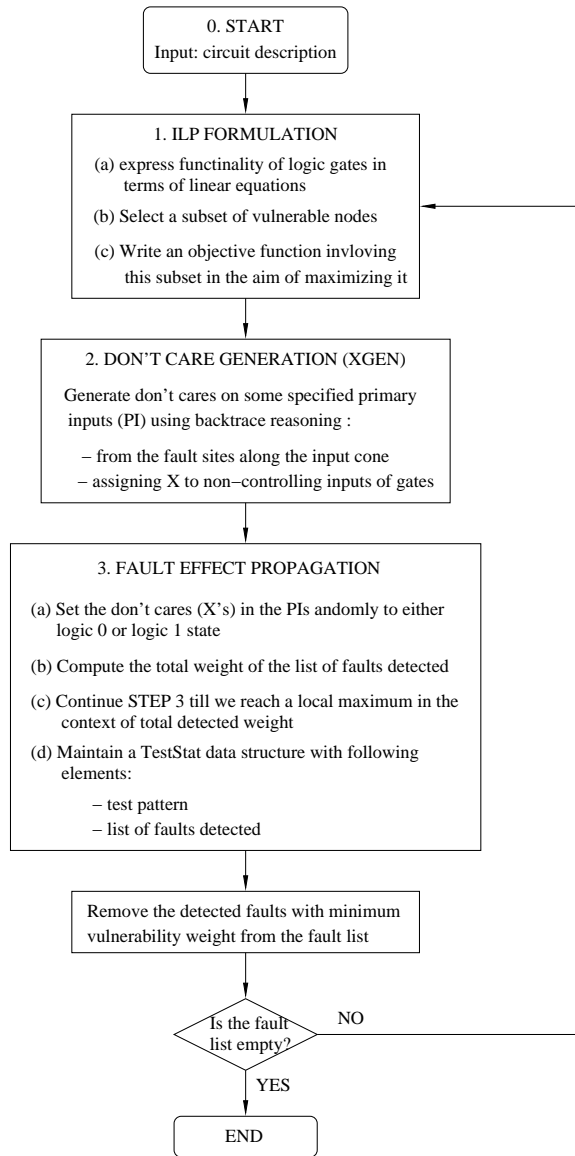 0. START
Input: circuit description
1. ILP FORMULATION
(a) express functinality of logic gates in
terms of linear equations
(b) Select a subset of vulnerable nodes
(c) Write an objective function invloving
this subset in the aim of maximizing it
2. DON'T CARE GENERATION (XGEN)
Generate don't cares on some specified primary
inputs (PI) using backtrace reasoning :
– from the fault sites along the input cone
– assigning X to non−controlling inputs of gates
3. FAULT EFFECT PROPAGATION
(a) Set the don't cares (X's) in the PIs andomly to either
logic 0 or logic 1 state
(b) Compute the total weight of the list of faults detected
(c) Continue STEP 3 till we reach a local maximum in the
context of total detected weight
(d) Maintain a TestStat data structure with following
elements:
– test pattern
– list of faults detected
Remove the detected faults with minimum
vulnerability weight from the fault list
Is the fault
list empty?
NO
YES
END